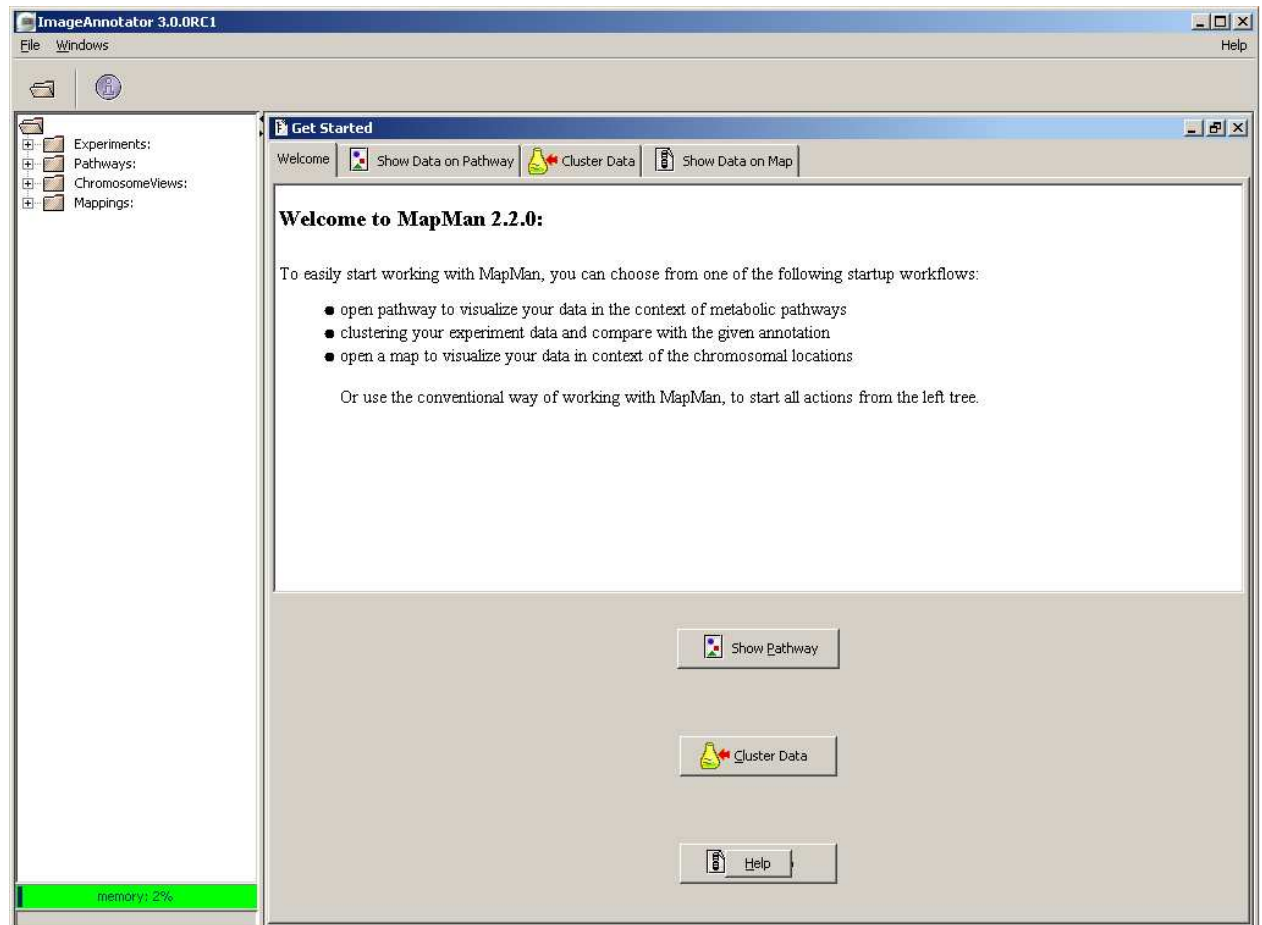 ImageAnnotator 3.0.0RC1
File Windows Help
Experiments:
Pathways:
ChromosomeViews:
Mappings:
Get Started
Welcome Show Data on Pathway Cluster Data Show Data on Map
Welcome to MapMan 2.2.0:
To easily start working with MapMan, you can choose from one of the following startup workflows:
● open pathway to visualize your data in the context of metabolic pathways
● clustering your experiment data and compare with the given annotation
● open a map to visualize your data in context of the chromosomal locations
Or use the conventional way of working with MapMan, to start all actions from the left tree.
Show Pathway
Cluster Data
Help
memory: 2%